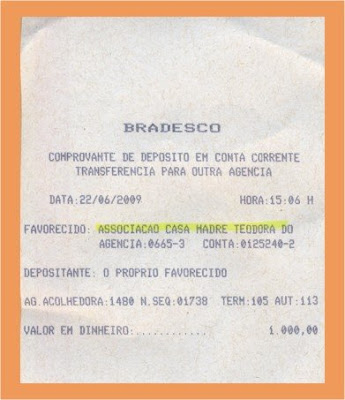 BRADESCO
COMPROVANTE DE DEPOSITO EM CONTA CORRENTE
TRANSFERENCIA PARA OUTRA AGENCIA
DATA:22/06/2009 HORA:15:06 H
FAVORECIDO: ASSOCIACAO CASA MADRE TEODORA DO
AGENCIA:0665-3 CONTA:0125240-2
DEPOSITANTE: O PROPRIO FAVORECIDO
AG.ACOLHEDORA:1480 N.SEQ:01738 TERM:105 AUT:113
VALOR EM DINHEIRO:............ 1.000,00